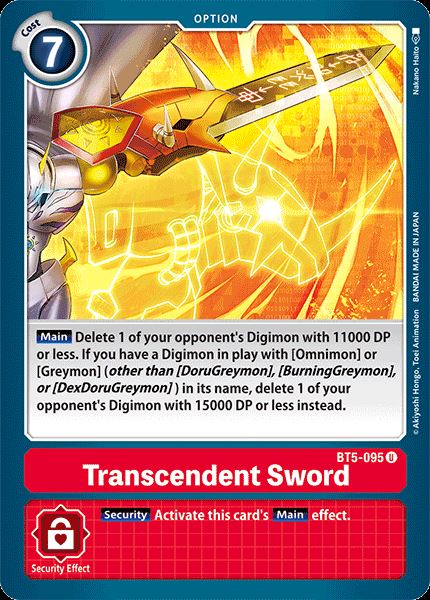 OPTION
Cost
7
Nakano Haito
Main Delete 1 of your opponent's Digimon with 11000 DP
or less. If you have a Digimon in play with [Omnimon] or
[Greymon] (other than [DoruGreymon], [BurningGreymon],
or [DexDoruGreymon] ) in its name, delete 1 of your
opponent's Digimon with 15000 DP or less instead.
© Akiyoshi Hongo, Toei Animation BANDAI MADE IN JAPAN
BT5-095 U
Transcendent Sword
Security Activate this card's Main effect.
Security Effect